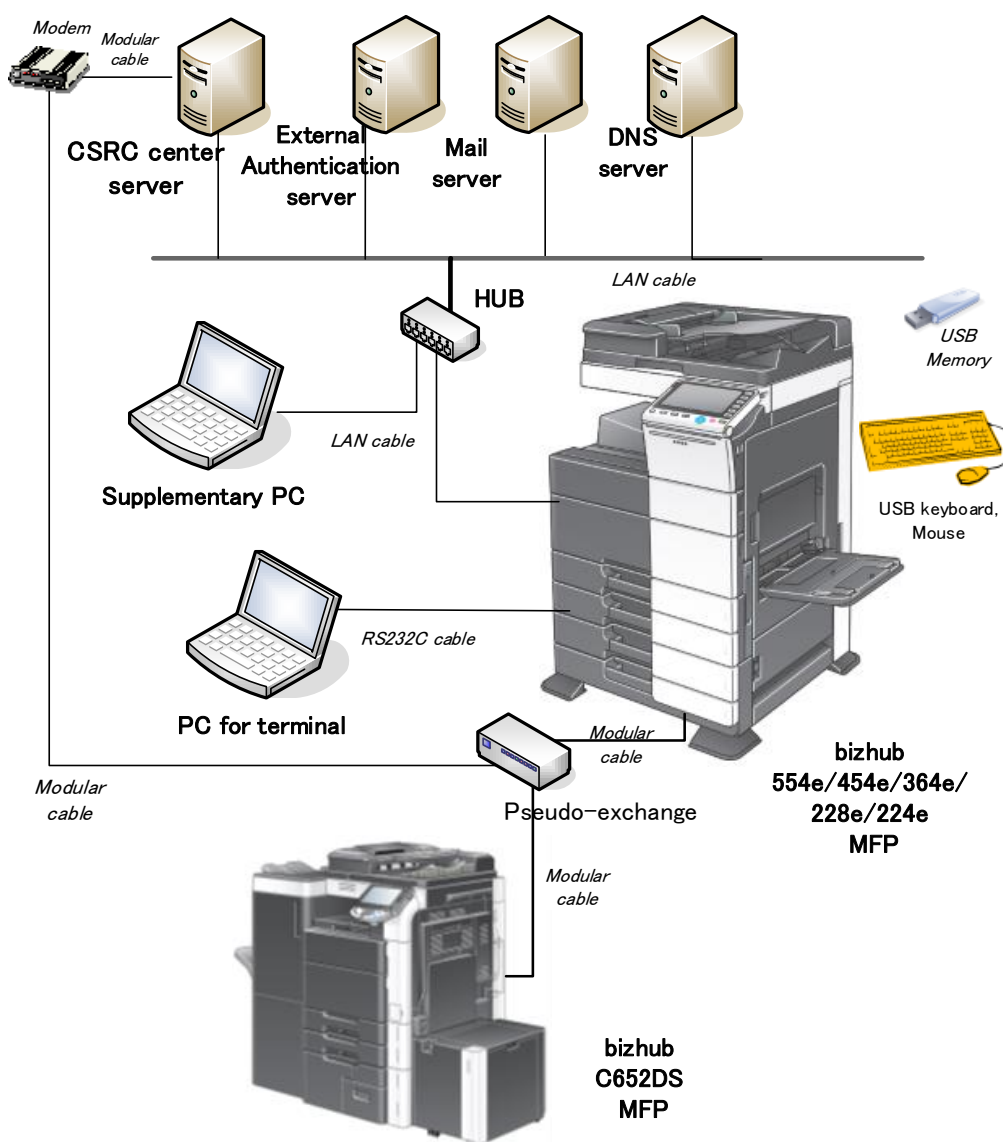 Modem
Modular
cable
CSRC center
server
External
Authentication
server
Mail
server
DNS
server
LAN cable
HUB
USB
Memory
LAN cable
Supplementary PC
USB keyboard,
Mouse
RS232C cable
PC for terminal
Modular
cable
Modular
cable
Pseudo-exchange
bizhub
554e/454e/364e/
228e/224e
MFP
Modular
cable
bizhub
C652DS
MFP